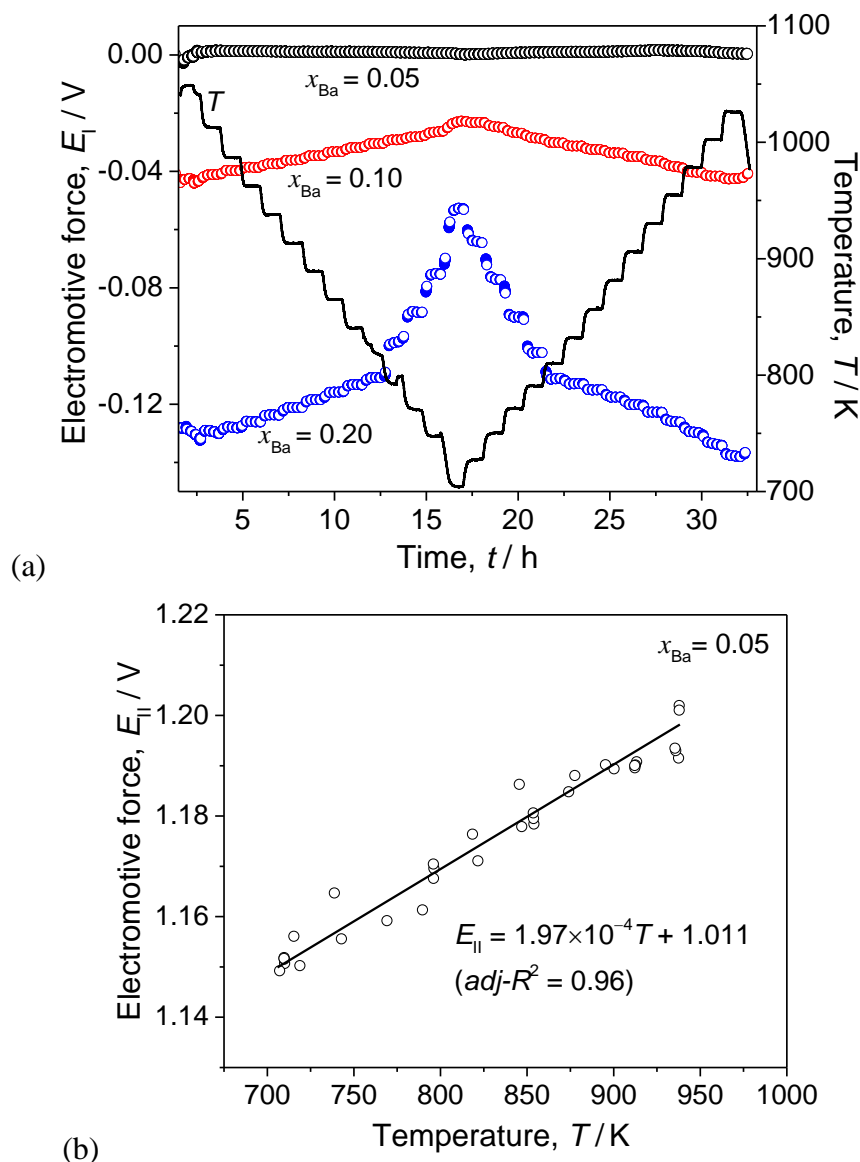 0.00
-0.04
-0.08
-0.12
Electromotive force, E_I / V
1100
1000
900
800
700
Temperature, T / K
x_Ba = 0.05
T
x_Ba = 0.10
x_Ba = 0.20
5 10 15 20 25 30
Time, t / h
(a)
1.22
1.20
1.18
1.16
1.14
Electromotive force, E_II / V
x_Ba = 0.05
E_II = 1.97×10⁻⁴T + 1.011
(adj-R² = 0.96)
700 750 800 850 900 950 1000
Temperature, T / K
(b)